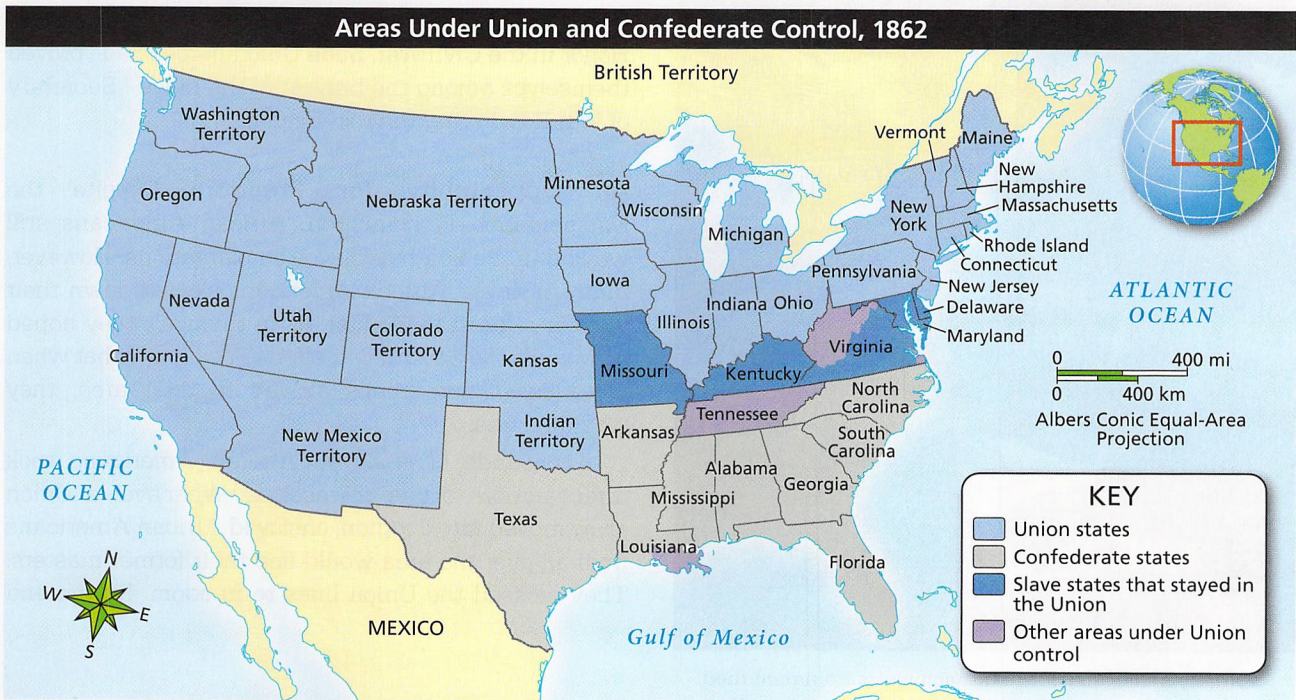 Areas Under Union and Confederate Control, 1862
British Territory
Washington
Territory
Oregon
Nebraska Territory
Minnesota
Wisconsin
Michigan
Vermont
Maine
New
Hampshire
Massachusetts
New
York
Rhode Island
Connecticut
Pennsylvania
New Jersey
Delaware
Maryland
Nevada
Utah
Territory
Colorado
Territory
Iowa
Illinois
Indiana
Ohio
California
Kansas
Missouri
Kentucky
Virginia
ATLANTIC
OCEAN
0 400 mi
0 400 km
Albers Conic Equal-Area
Projection
New Mexico
Territory
Indian
Territory
Arkansas
Tennessee
North
Carolina
South
Carolina
PACIFIC
OCEAN
Texas
Mississippi
Alabama
Georgia
Louisiana
Florida
N
W
E
S
MEXICO
Gulf of Mexico
KEY
Union states
Confederate states
Slave states that stayed in
the Union
Other areas under Union
control